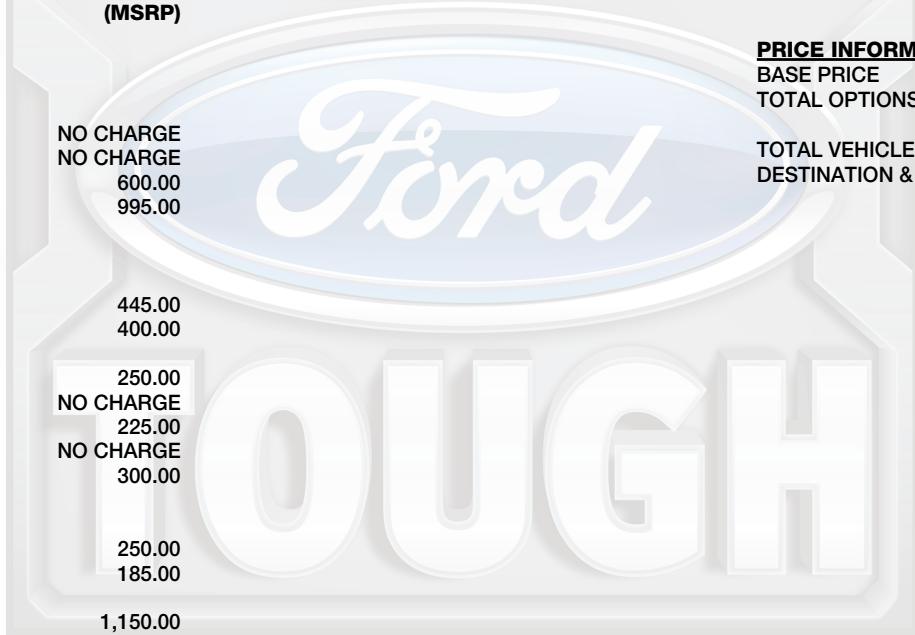 (MSRP)
NO CHARGE
NO CHARGE
600.00
995.00
445.00
400.00
250.00
NO CHARGE
225.00
NO CHARGE
300.00
250.00
185.00
1,150.00
PRICE INFORM
BASE PRICE
TOTAL OPTIONS
TOTAL VEHICLE
DESTINATION &
Ford
TOUGH